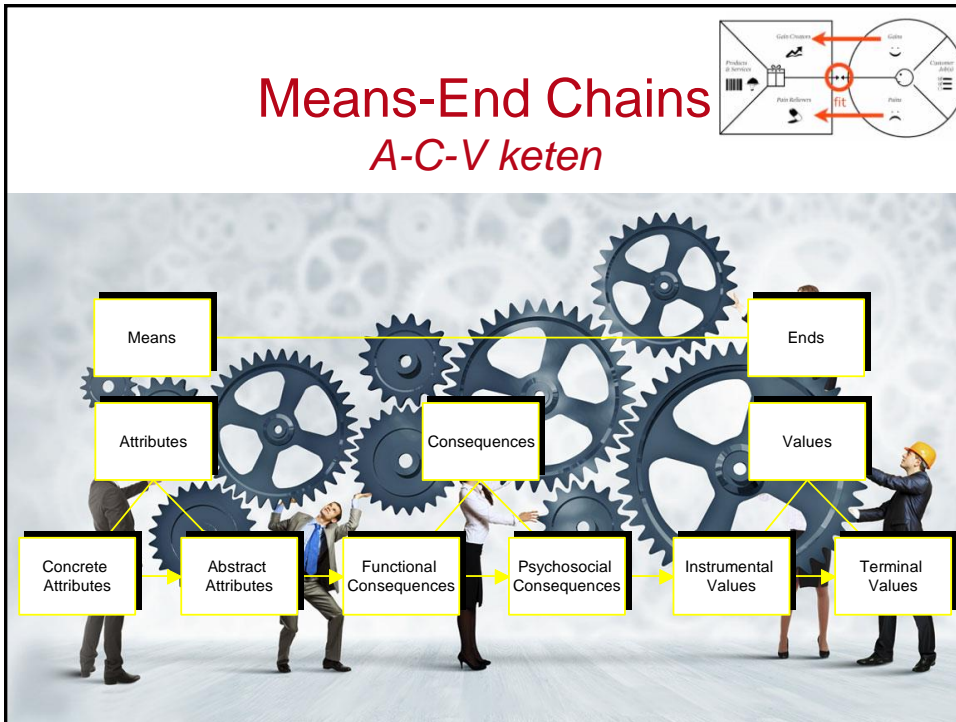 Means-End Chains
A-C-V keten
Gain Creators
Gains
Products
& Services
Customer
Job(s)
fit
Pain Relievers
Pains
Means
Ends
Attributes
Consequences
Values
Concrete
Attributes
Abstract
Attributes
Functional
Consequences
Psychosocial
Consequences
Instrumental
Values
Terminal
Values